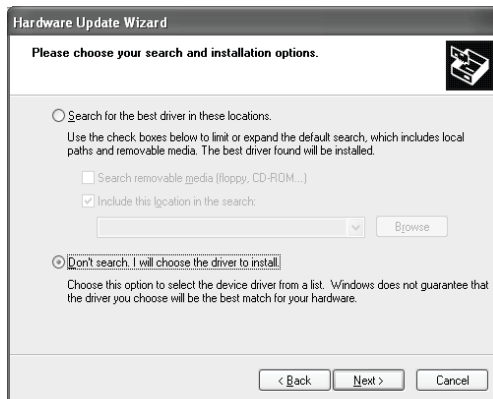 Hardware Update Wizard
Please choose your search and installation options.
Search for the best driver in these locations.
Use the check boxes below to limit or expand the default search, which includes local
paths and removable media. The best driver found will be installed.
Search removable media (floppy, CD-ROM...)
Include this location in the search:
Browse
Don't search. I will choose the driver to install.
Choose this option to select the device driver from a list. Windows does not guarantee that
the driver you choose will be the best match for your hardware.
< Back
Next >
Cancel